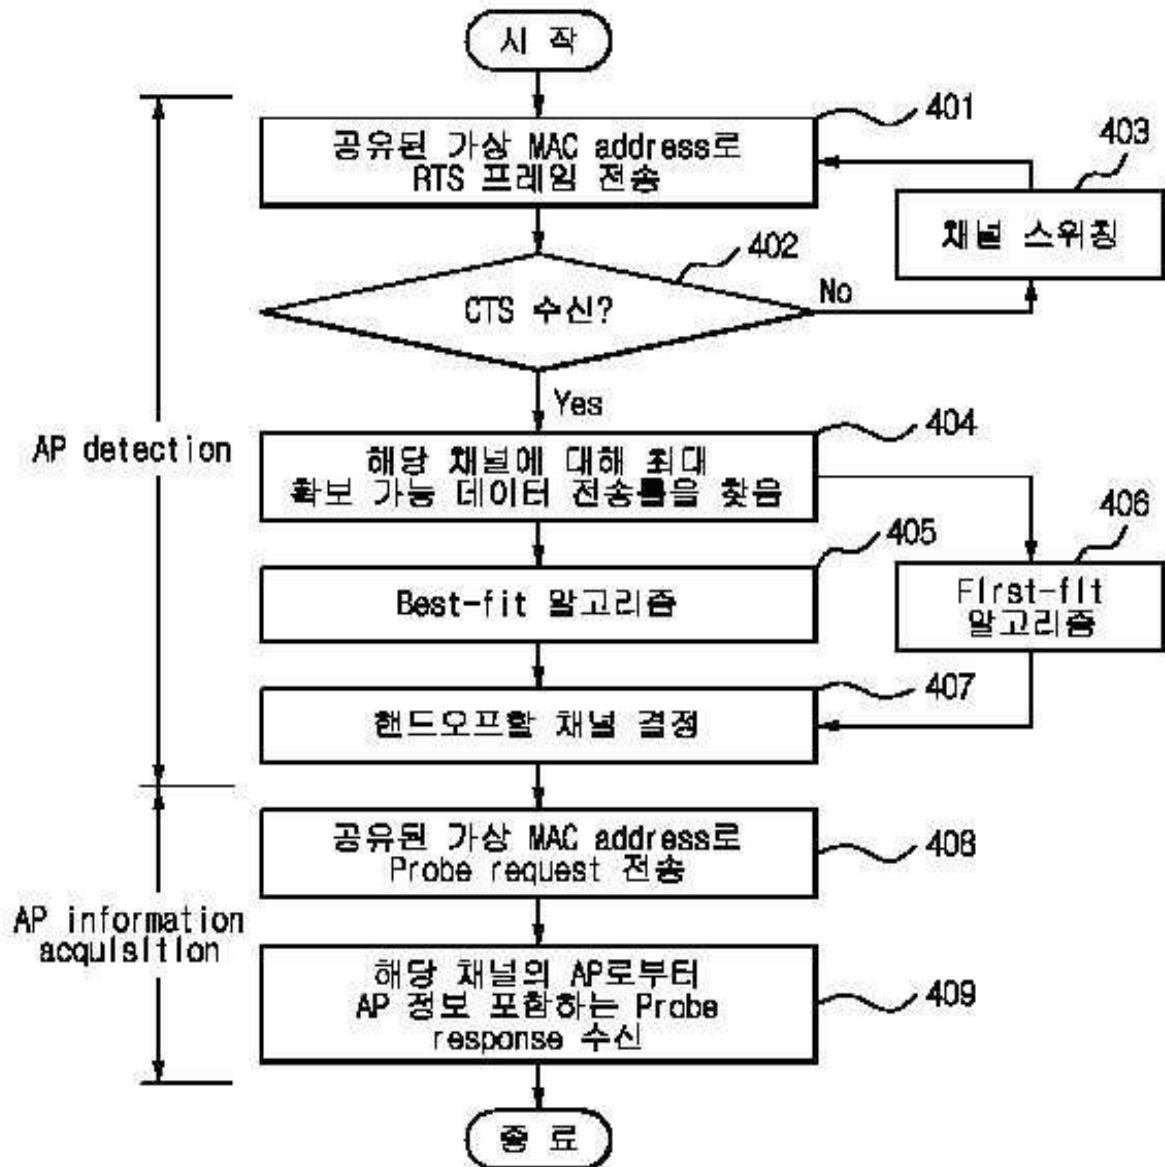 시 작
401
공유된 가상 MAC address로
RTS 프레임 전송
403
채널 스위칭
402
CTS 수신?
No
Yes
AP detection
404
해당 채널에 대해 최대
확보 가능 데이터 전송률을 찾음
405
Best-fit 알고리즘
406
First-fit
알고리즘
407
핸드오프할 채널 결정
공유된 가상 MAC address로
Probe request 전송
408
AP information
acquisition
해당 채널의 AP로부터
AP 정보 포함하는 Probe
response 수신
409
종 료